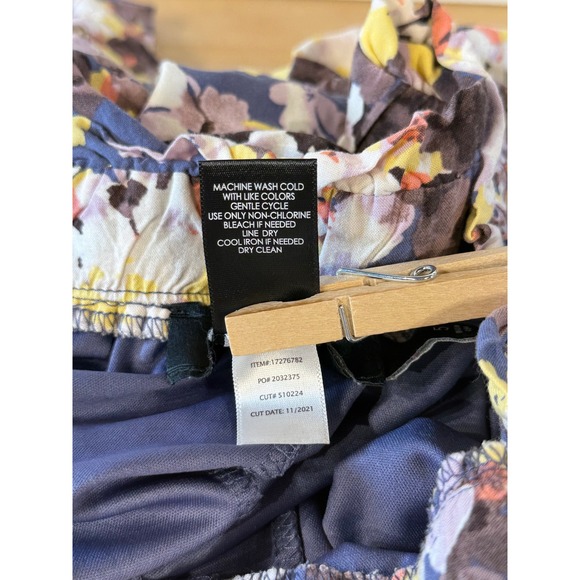 MACHINE WASH COLD
WITH LIKE COLORS
GENTLE CYCLE
USE ONLY NON-CHLORINE
BLEACH IF NEEDED
LINE DRY
COOL IRON IF NEEDED
DRY CLEAN
ITEM#: 17276782
PO# 2032375
CUT# S10224
CUT DATE: 11/2021